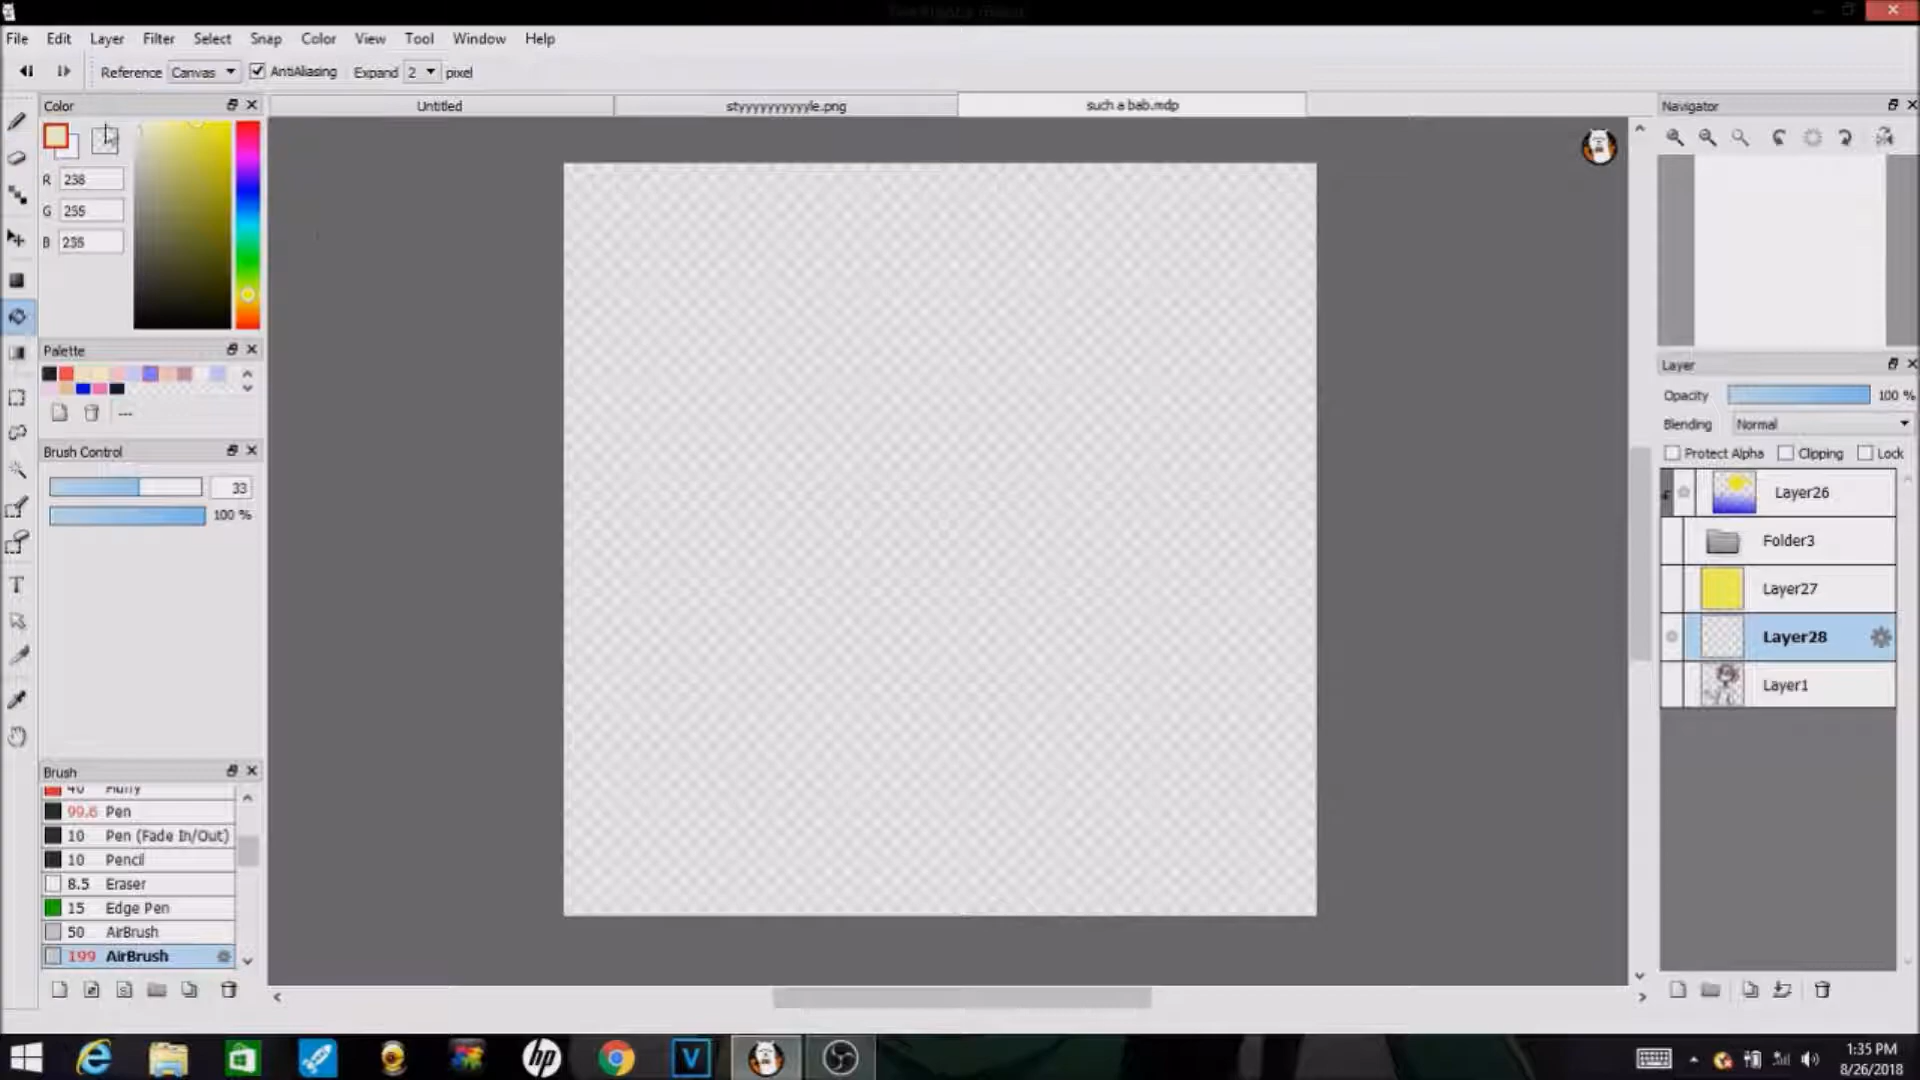 File Edit Layer Filter Select Snap Color View Tool Window Help
Reference Canvas AntiAliasing Expand 2 pixel
Color
Untitled
styyyyyyyyyyle.png
such a bab.mdp
Navigator
R 238
G 255
B 235
Palette
---
Brush Control
33
100 %
Layer
Opacity 100 %
Blending Normal
Protect Alpha Clipping Lock
Layer26
Folder3
Layer27
Layer28
Layer1
Brush
99.6 Pen
10 Pen (Fade In/Out)
10 Pencil
8.5 Eraser
15 Edge Pen
50 AirBrush
199 AirBrush
T
hp
V
1:35 PM
8/26/2018